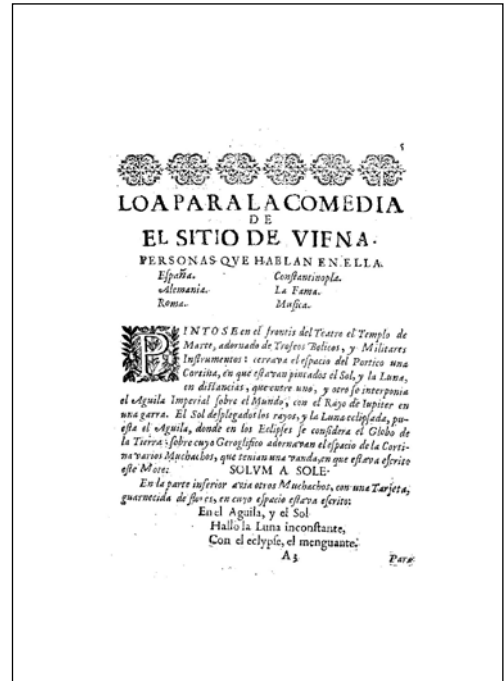 5
LOA PARA LA COMEDIA
DE
EL SITIO DE VIENA.
PERSONAS QVE HABLAN EN ELLA.
España. Constantinopla.
Alemania. La Fama.
Roma. Musica.
PINTOSE en el frontis del Teatro el Templo de
Marte, adornado de Trofeos Belicos, y Militares
Instrumentos: cerrava el espacio del Portico una
Cortina, en que estavan pintados el Sol, y la Luna,
en distancias, que entre uno, y otro se interponia
el Aguila Imperial sobre el Mundo, con el Rayo de Iupiter en
una garra. El Sol desplegados los rayos, y la Luna eclipsada, pu-
esta el Aguila, donde en los Eclipses se considera el Globo de
la Tierra: sobre cuyo Geroglifico adornavan el espacio de la Corti-
na varios Muchachos, que tenian una vanda, en que estava escrito
este Mote: SOLVM A SOLE.
En la parte inferior avia otros Muchachos, con una Tarjeta,
guarnecida de flores, en cuyo espacio estava escrito:
En el Aguila, y el Sol
Hallo la Luna inconstante,
Con el eclypse, el menguante.
A3 Para